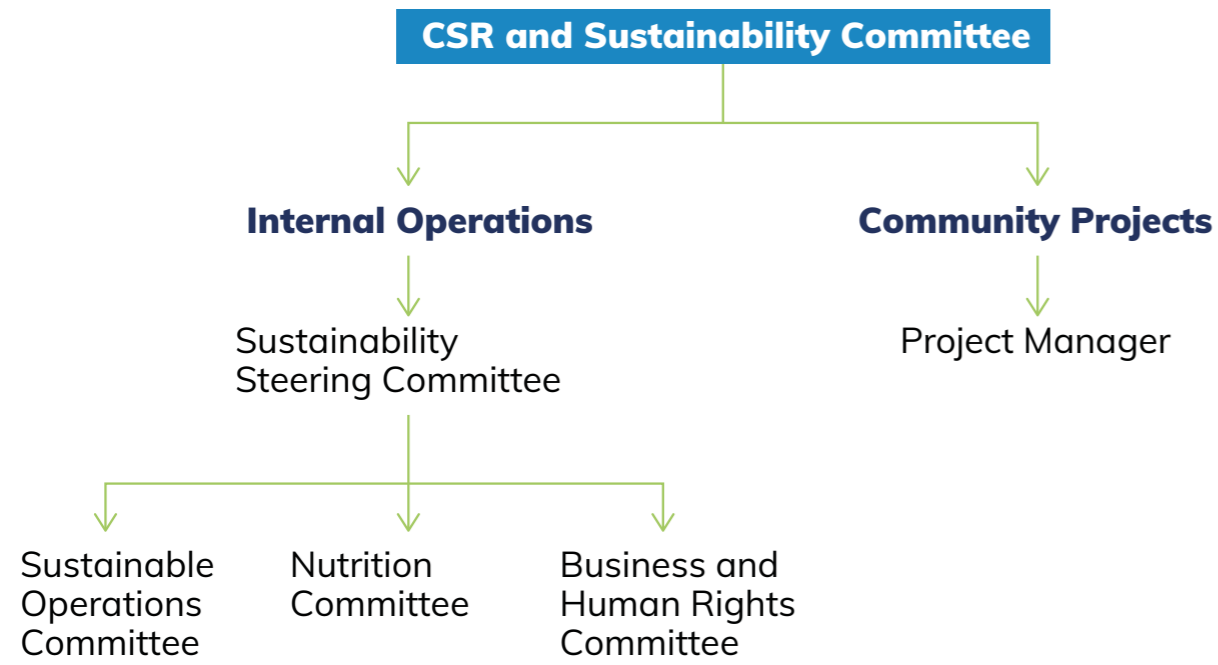 CSR and Sustainability Committee
Internal Operations
Community Projects
Sustainability
Steering Committee
Project Manager
Sustainable
Operations
Committee
Nutrition
Committee
Business and
Human Rights
Committee